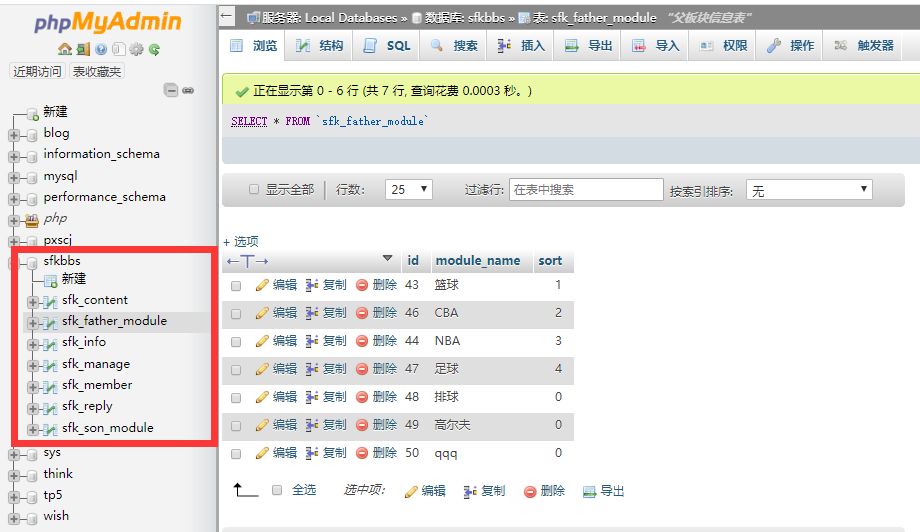 phpMyAdmin
近期访问 表收藏夹
新建
blog
information_schema
mysql
performance_schema
php
pxscj
sfkbbs
新建
sfk_content
sfk_father_module
sfk_info
sfk_manage
sfk_member
sfk_reply
sfk_son_module
sys
think
tp5
wish
服务器: Local Databases » 数据库: sfkbbs » 表: sfk_father_module "父板块信息表"
浏览 结构 SQL 搜索 插入 导出 导入 权限 操作 触发器
正在显示第 0 - 6 行 (共 7 行, 查询花费 0.0003 秒。)
SELECT * FROM `sfk_father_module`
显示全部 行数: 25 过滤行: 在表中搜索 按索引排序: 无
+ 选项
←T→ id module_name sort
编辑 复制 删除 43 篮球 1
编辑 复制 删除 46 CBA 2
编辑 复制 删除 44 NBA 3
编辑 复制 删除 47 足球 4
编辑 复制 删除 48 排球 0
编辑 复制 删除 49 高尔夫 0
编辑 复制 删除 50 qqq 0
全选 选中项: 编辑 复制 删除 导出